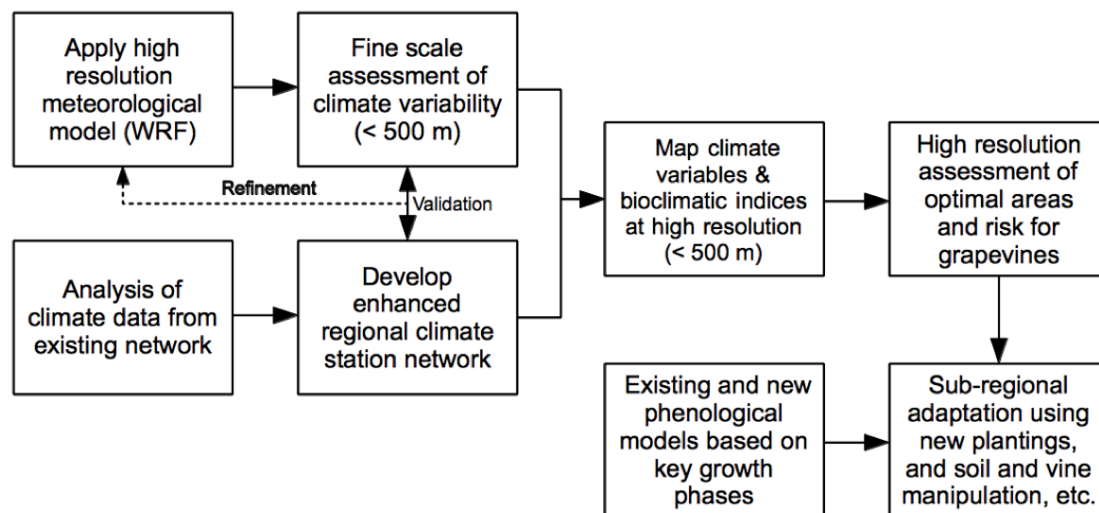 Apply high
resolution
meteorological
model (WRF)
Fine scale
assessment of
climate variability
(< 500 m)
Refinement
Validation
Analysis of
climate data from
existing network
Develop
enhanced
regional climate
station network
Map climate
variables &
bioclimatic indices
at high resolution
(< 500 m)
High resolution
assessment of
optimal areas
and risk for
grapevines
Existing and new
phenological
models based on
key growth
phases
Sub-regional
adaptation using
new plantings,
and soil and vine
manipulation, etc.